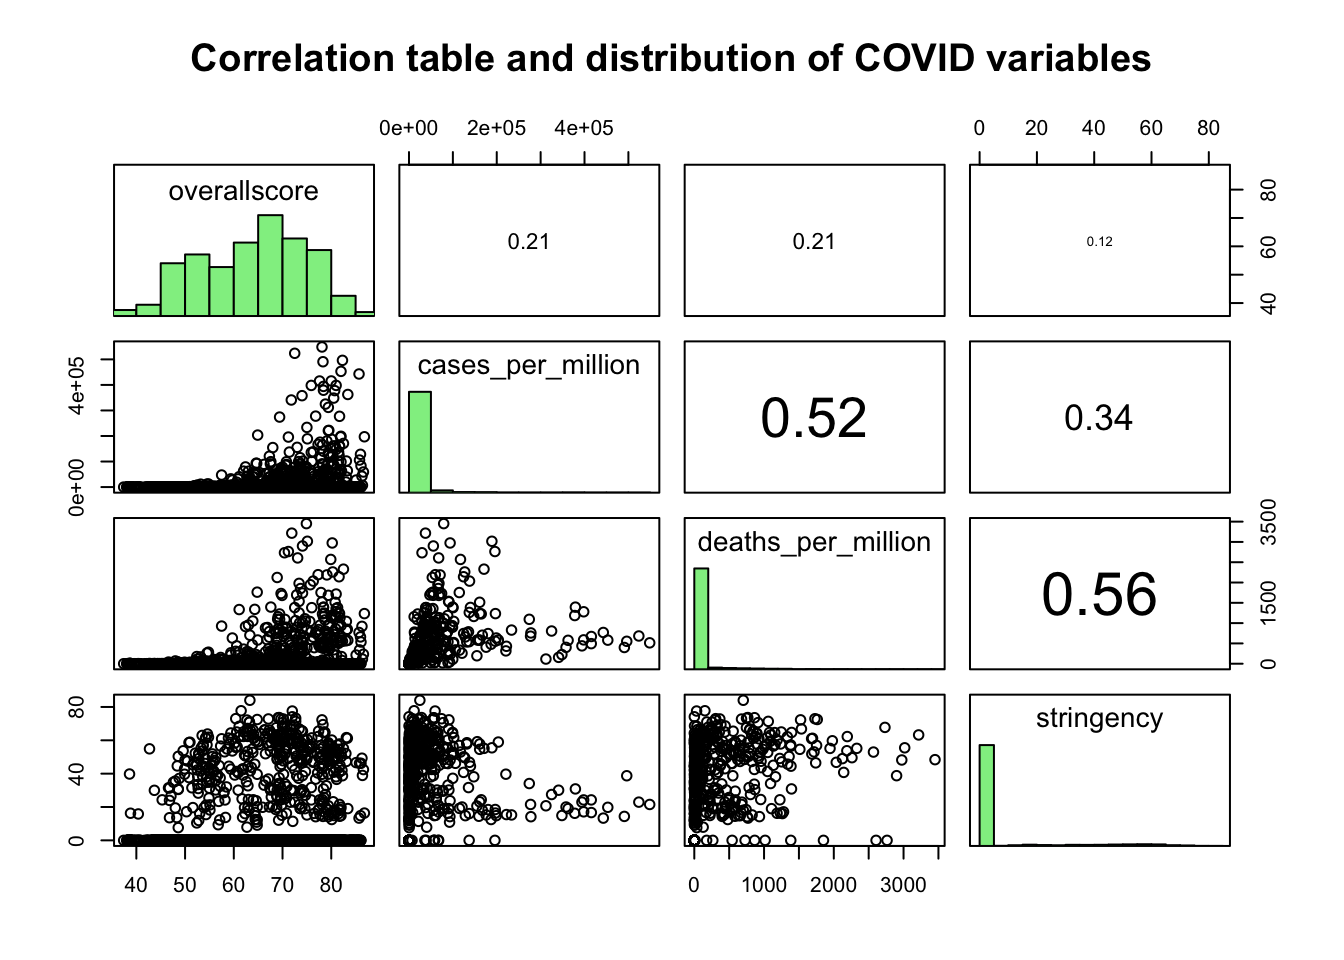 Correlation table and distribution of COVID variables
0e+00 2e+05 4e+05
0 20 40 60 80
overallscore
0.21
0.21
0.12
40 60 80
0e+00 4e+05
cases_per_million
0.52
0.34
deaths_per_million
0.56
0 1500 3500
0 40 80
stringency
40 50 60 70 80
0 1000 2000 3000